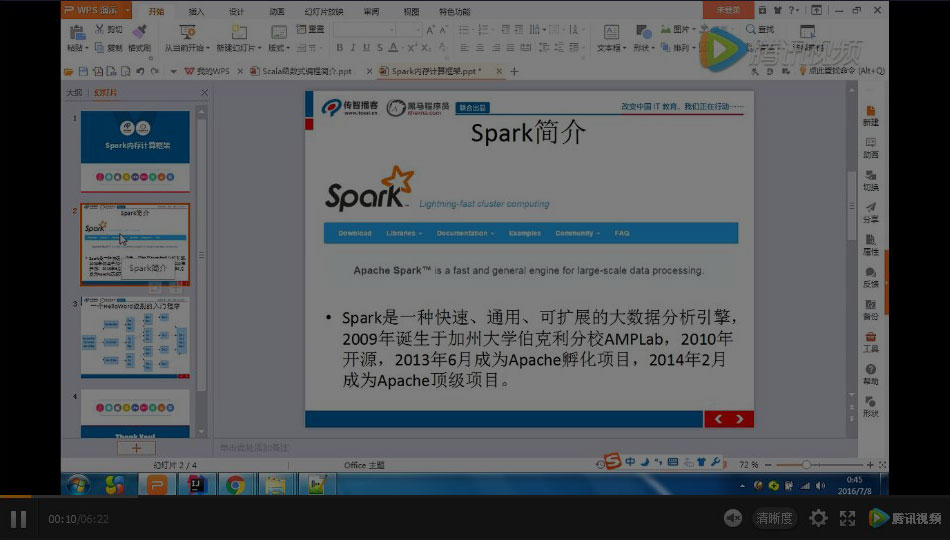 WPS 演示
开始
插入
设计
动画
幻灯片放映
审阅
视图
特色功能
未登录
粘贴
剪切
复制
格式刷
从当前开始
新建幻灯片
版式
重置
B I U S A
文本框
形状
图片
排列
查找
腾讯视频
我的WPS
Scala函数式编程简介.ppt
Spark内存计算框架.ppt *
点此查找命令 (Alt+Q)
大纲
幻灯片
1
Spark内存计算框架
2
Spark简介
3
一个HelloWord级别的入门程序
4
Thank You!
传智播客
www.itcast.cn
黑马程序员
itheima.com
联合出品
改变中国 IT 教育，我们正在行动……
Spark简介
Spark
Lightning-fast cluster computing
Download Libraries Documentation Examples Community FAQ
Apache Spark™ is a fast and general engine for large-scale data processing.
• Spark是一种快速、通用、可扩展的大数据分析引擎，
2009年诞生于加州大学伯克利分校AMPLab，2010年
开源，2013年6月成为Apache孵化项目，2014年2月
成为Apache顶级项目。
新建
动画
切换
分享
属性
反馈
备份
工具
帮助
形状
单击此处添加备注
幻灯片 2 / 4
Office 主题
中
72 %
0:45
2016/7/8
00:10/06:22
清晰度
腾讯视频